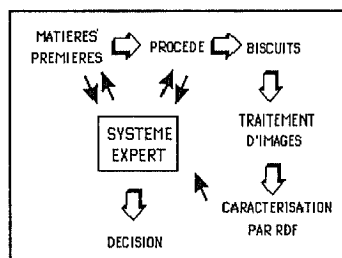 MATIERES
PREMIERES
PROCEDE
BISCUITS
TRAITEMENT
D'IMAGES
SYSTEME
EXPERT
CARACTERISATION
PAR RDF
DECISION